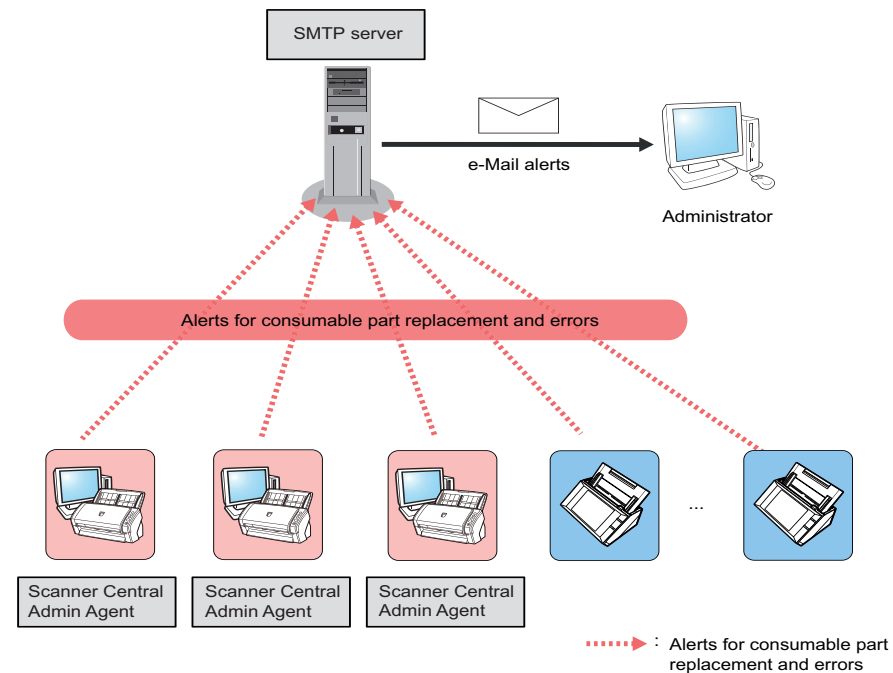 SMTP server
e-Mail alerts
Administrator
Alerts for consumable part replacement and errors
...
Scanner Central
Admin Agent
Scanner Central
Admin Agent
Scanner Central
Admin Agent
: Alerts for consumable part
replacement and errors